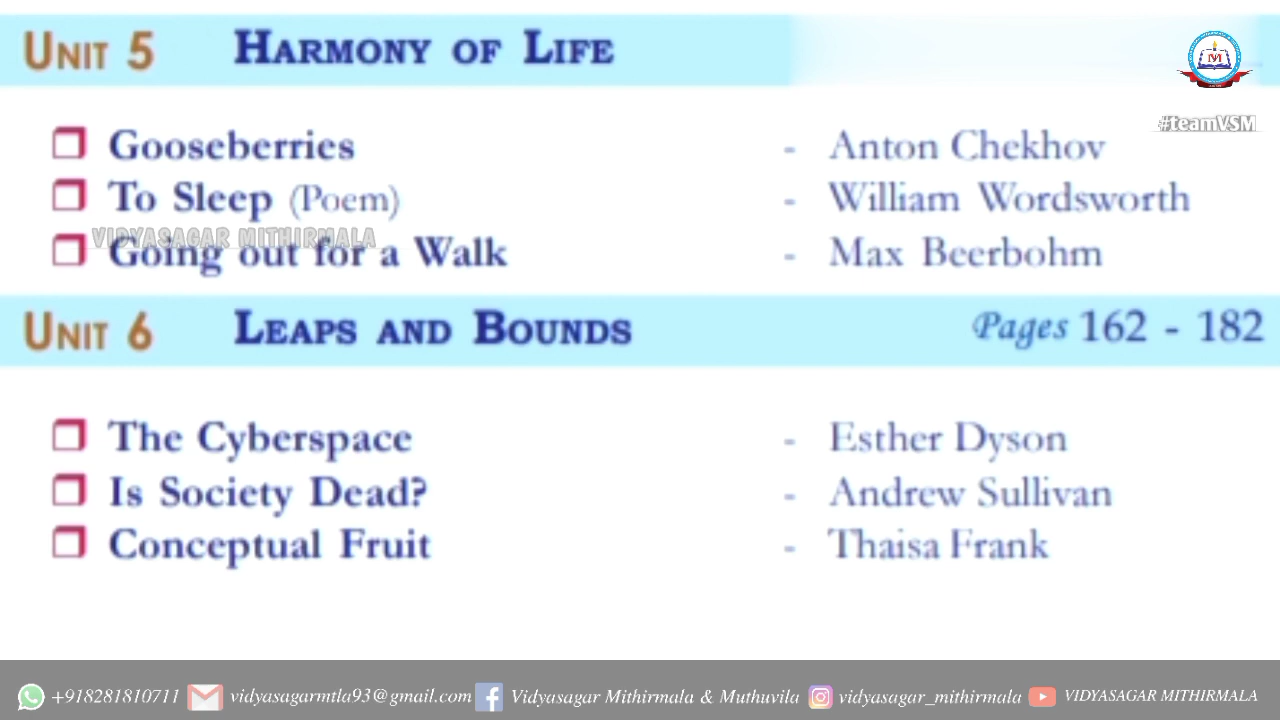 UNIT 5 HARMONY OF LIFE
#teamVSM
Gooseberries - Anton Chekhov
To Sleep (Poem) - William Wordsworth
VIDYASAGAR MITHIRMALA
Going out for a Walk - Max Beerbohm
UNIT 6 LEAPS AND BOUNDS Pages 162 - 182
The Cyberspace - Esther Dyson
Is Society Dead? - Andrew Sullivan
Conceptual Fruit - Thaisa Frank
+918281810711 vidyasagarmtla93@gmail.com Vidyasagar Mithirmala & Muthuvila vidyasagar_mithirmala VIDYASAGAR MITHIRMALA